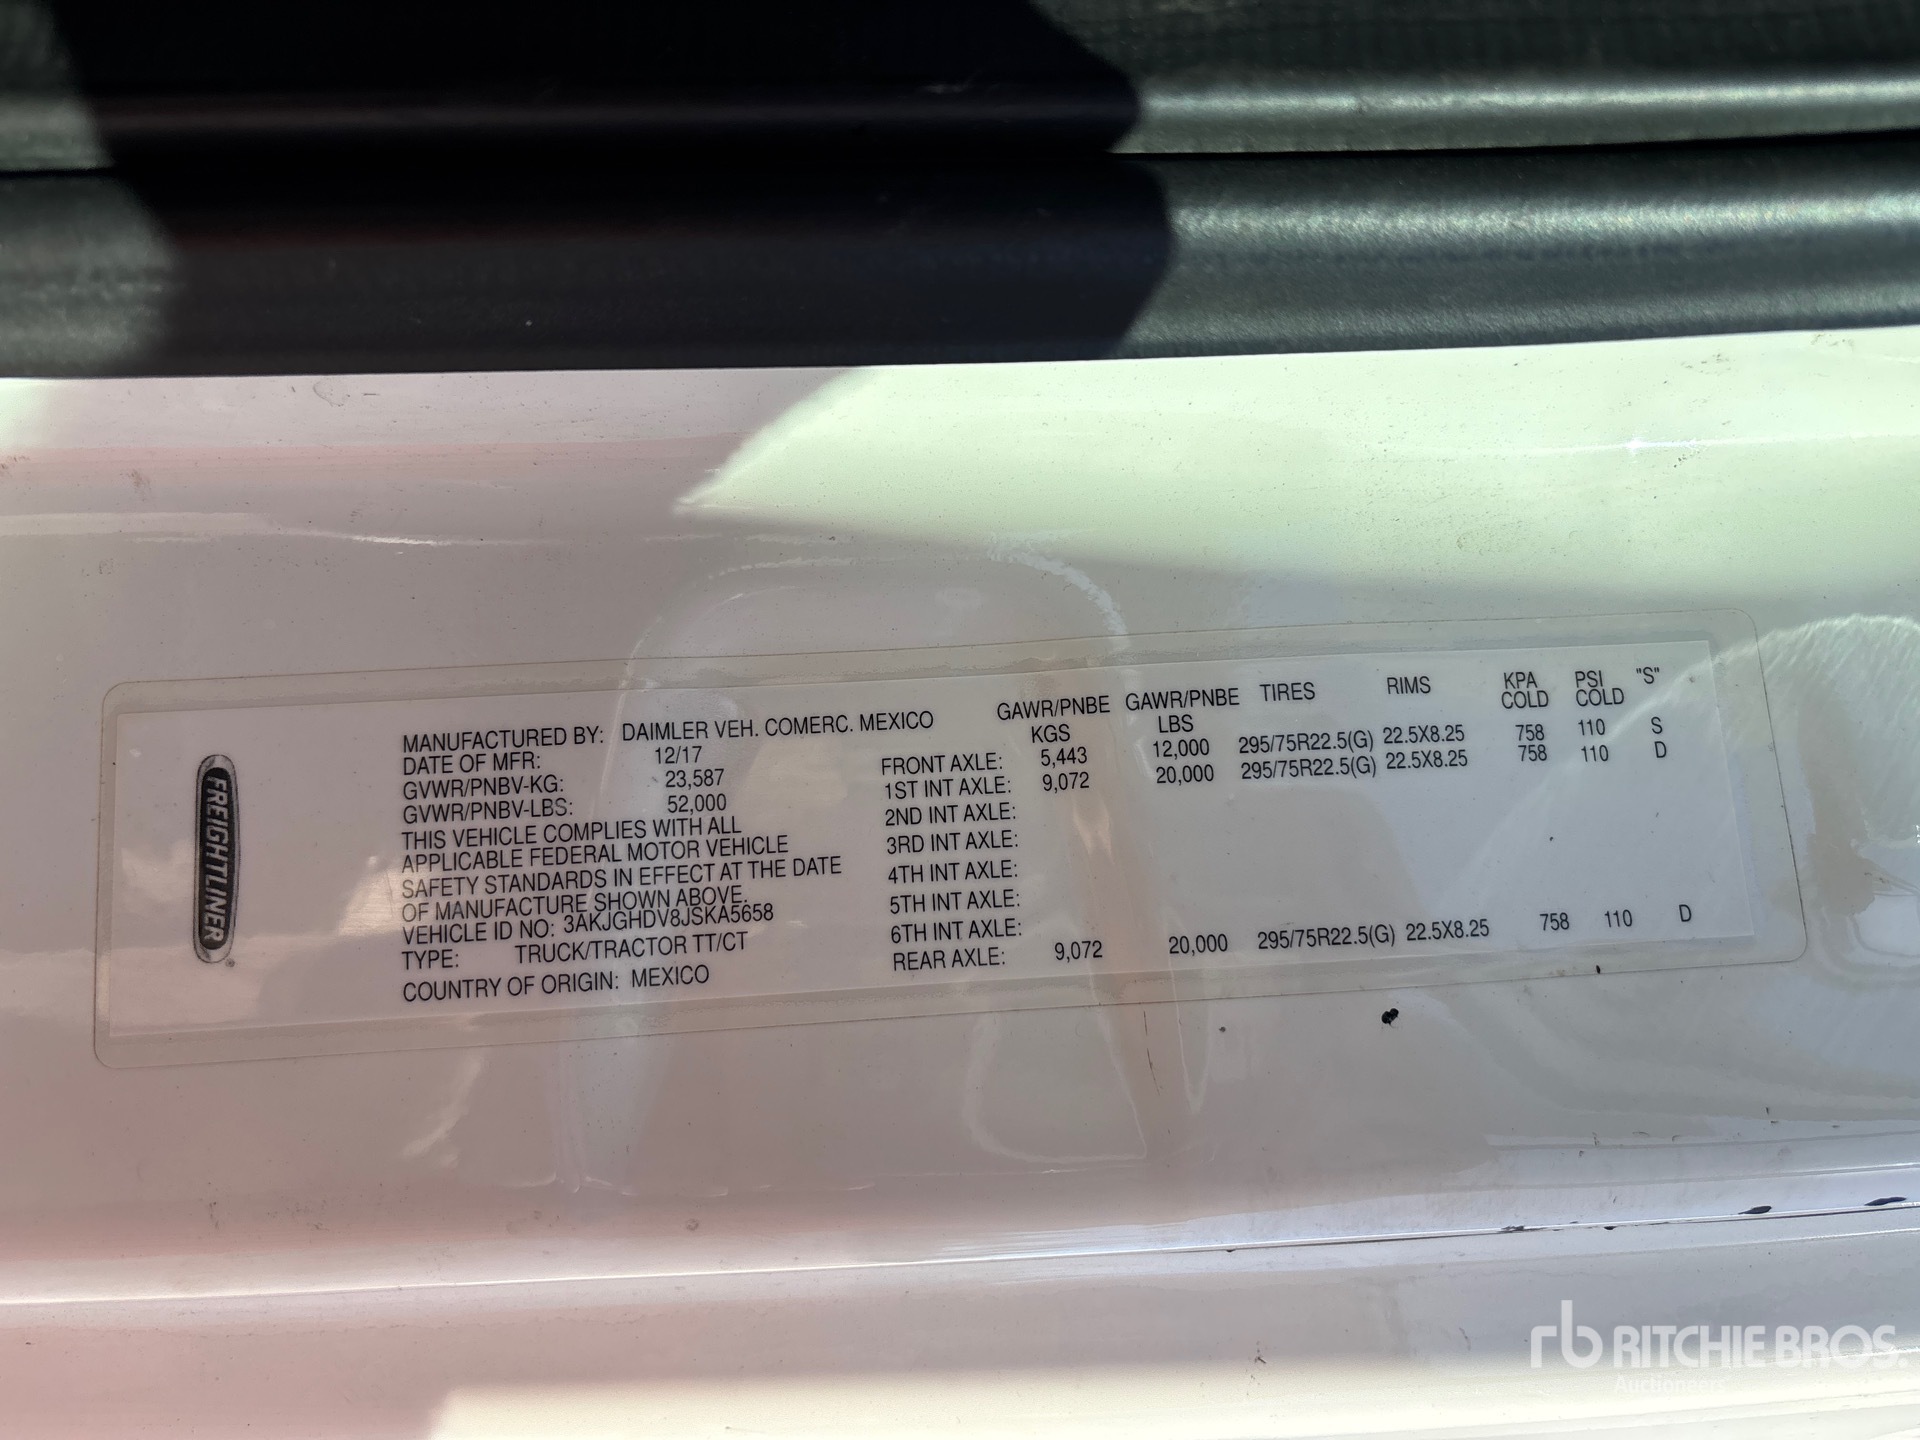 FREIGHTLINER
MANUFACTURED BY: DAIMLER VEH. COMERC. MEXICO
DATE OF MFR: 12/17
GVWR/PNBV-KG: 23,587
GVWR/PNBV-LBS: 52,000
THIS VEHICLE COMPLIES WITH ALL
APPLICABLE FEDERAL MOTOR VEHICLE
SAFETY STANDARDS IN EFFECT AT THE DATE
OF MANUFACTURE SHOWN ABOVE.
VEHICLE ID NO: 3AKJGHDV8JSKA5658
TYPE: TRUCK/TRACTOR TT/CT
COUNTRY OF ORIGIN: MEXICO
GAWR/PNBE GAWR/PNBE TIRES RIMS KPA PSI "S"
KGS LBS COLD COLD
FRONT AXLE: 5,443 12,000 295/75R22.5(G) 22.5X8.25 758 110 S
1ST INT AXLE: 9,072 20,000 295/75R22.5(G) 22.5X8.25 758 110 D
2ND INT AXLE:
3RD INT AXLE:
4TH INT AXLE:
5TH INT AXLE:
6TH INT AXLE:
REAR AXLE: 9,072 20,000 295/75R22.5(G) 22.5X8.25 758 110 D
rb RITCHIE BROS.
Auctioneers